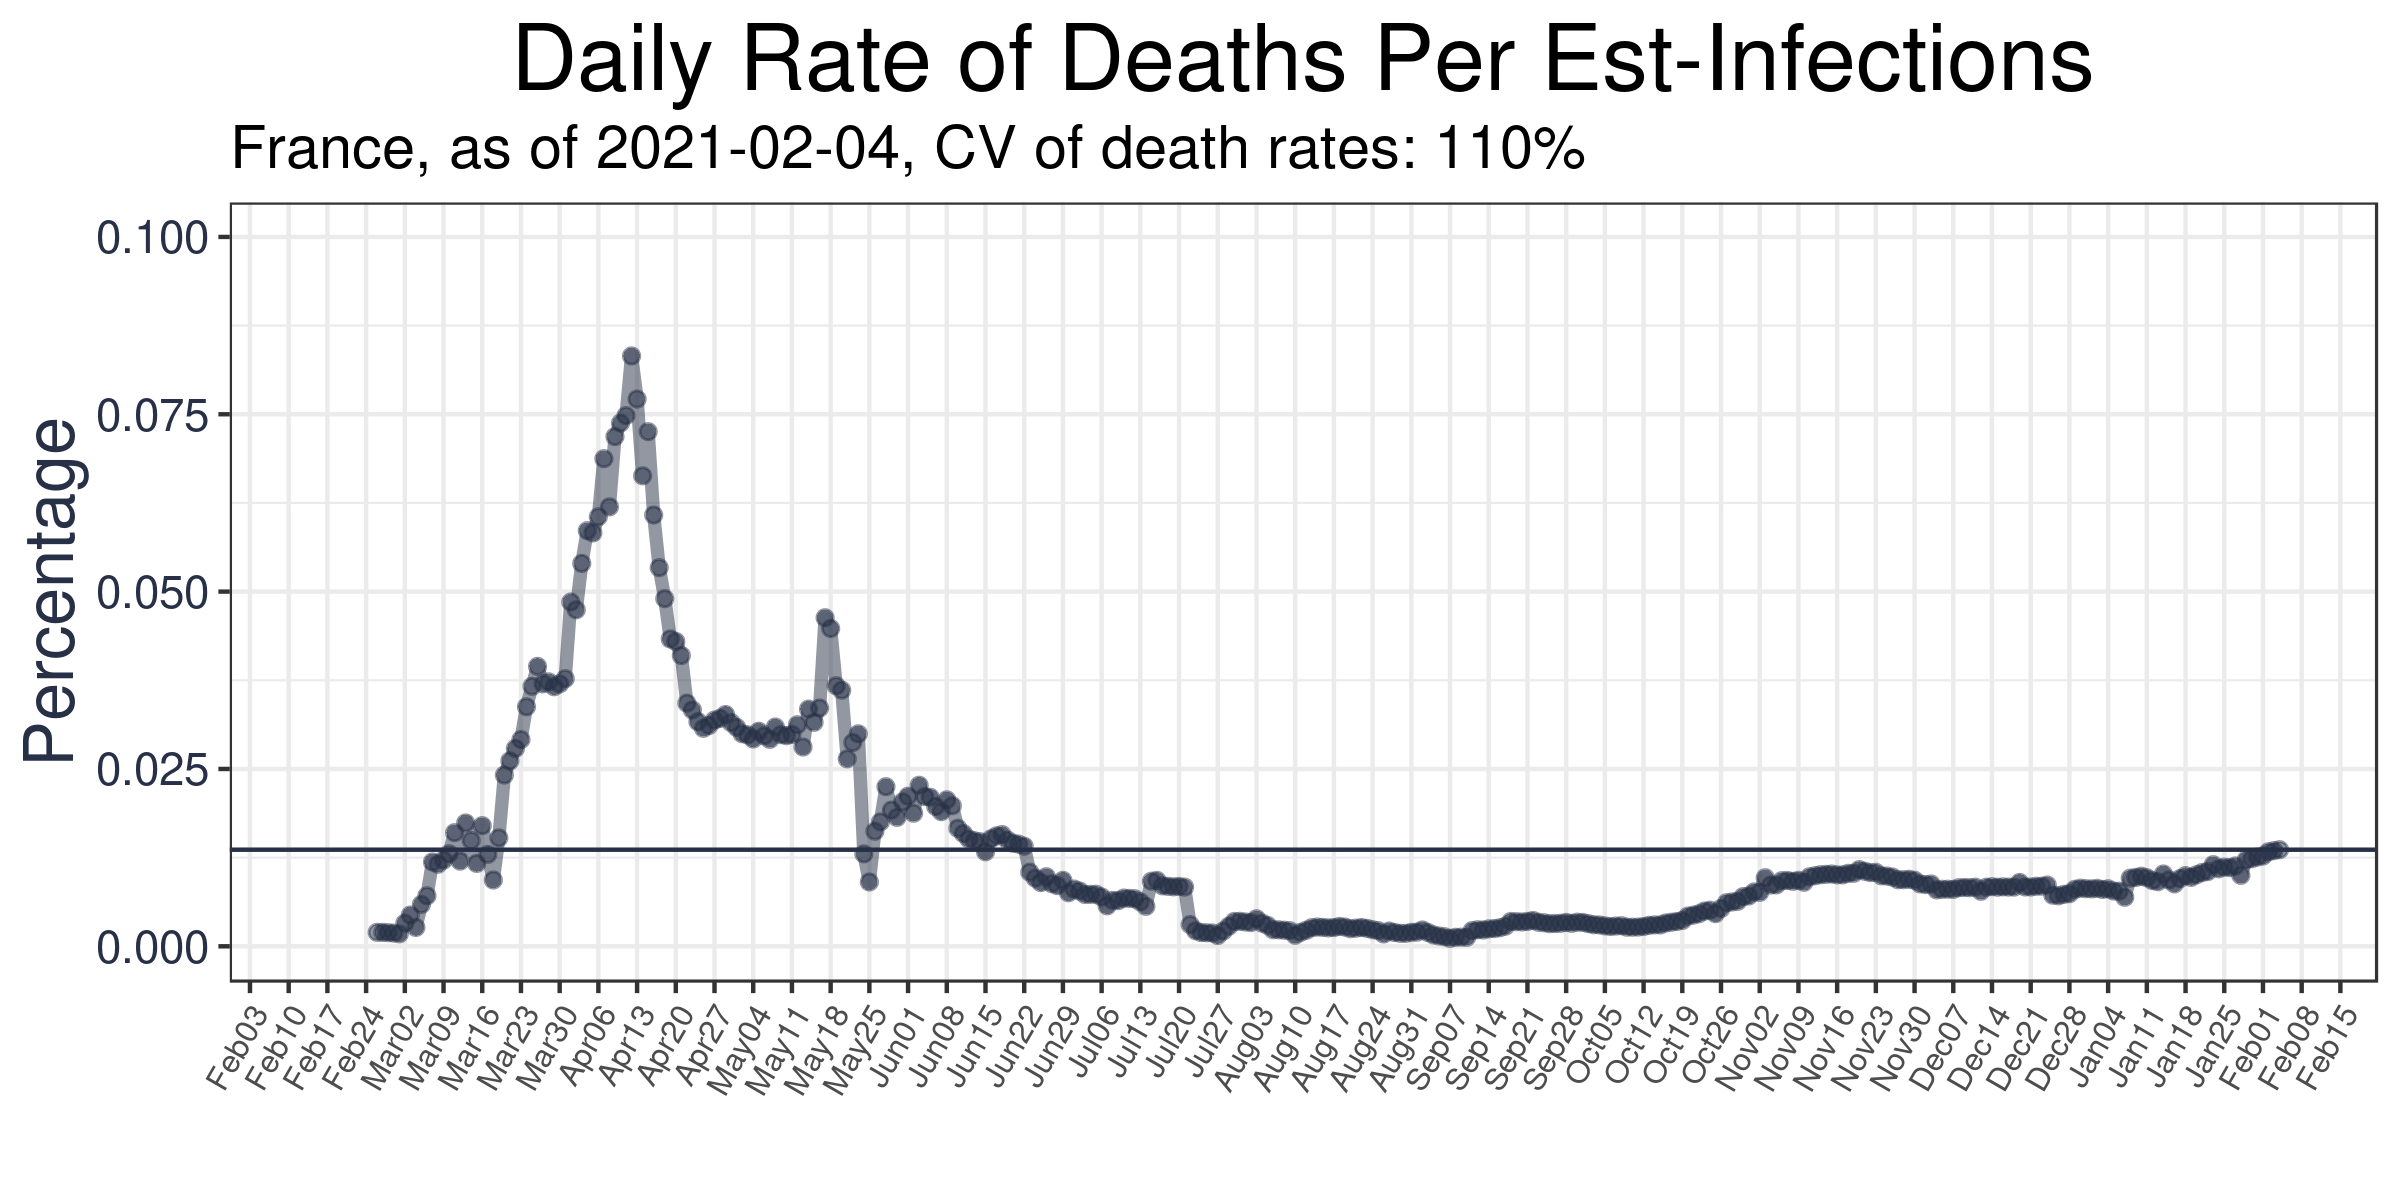 Daily Rate of Deaths Per Est-Infections
France, as of 2021-02-04, CV of death rates: 110%
Percentage
0.100
0.075
0.050
0.025
0.000
Feb03 Feb10 Feb17 Feb24 Mar02 Mar09 Mar16 Mar23 Mar30 Apr06 Apr13 Apr20 Apr27 May04 May11 May18 May25 Jun01 Jun08 Jun15 Jun22 Jun29 Jul06 Jul13 Jul20 Jul27 Aug03 Aug10 Aug17 Aug24 Aug31 Sep07 Sep14 Sep21 Sep28 Oct05 Oct12 Oct19 Oct26 Nov02 Nov09 Nov16 Nov23 Nov30 Dec07 Dec14 Dec21 Dec28 Jan04 Jan11 Jan18 Jan25 Feb01 Feb08 Feb15